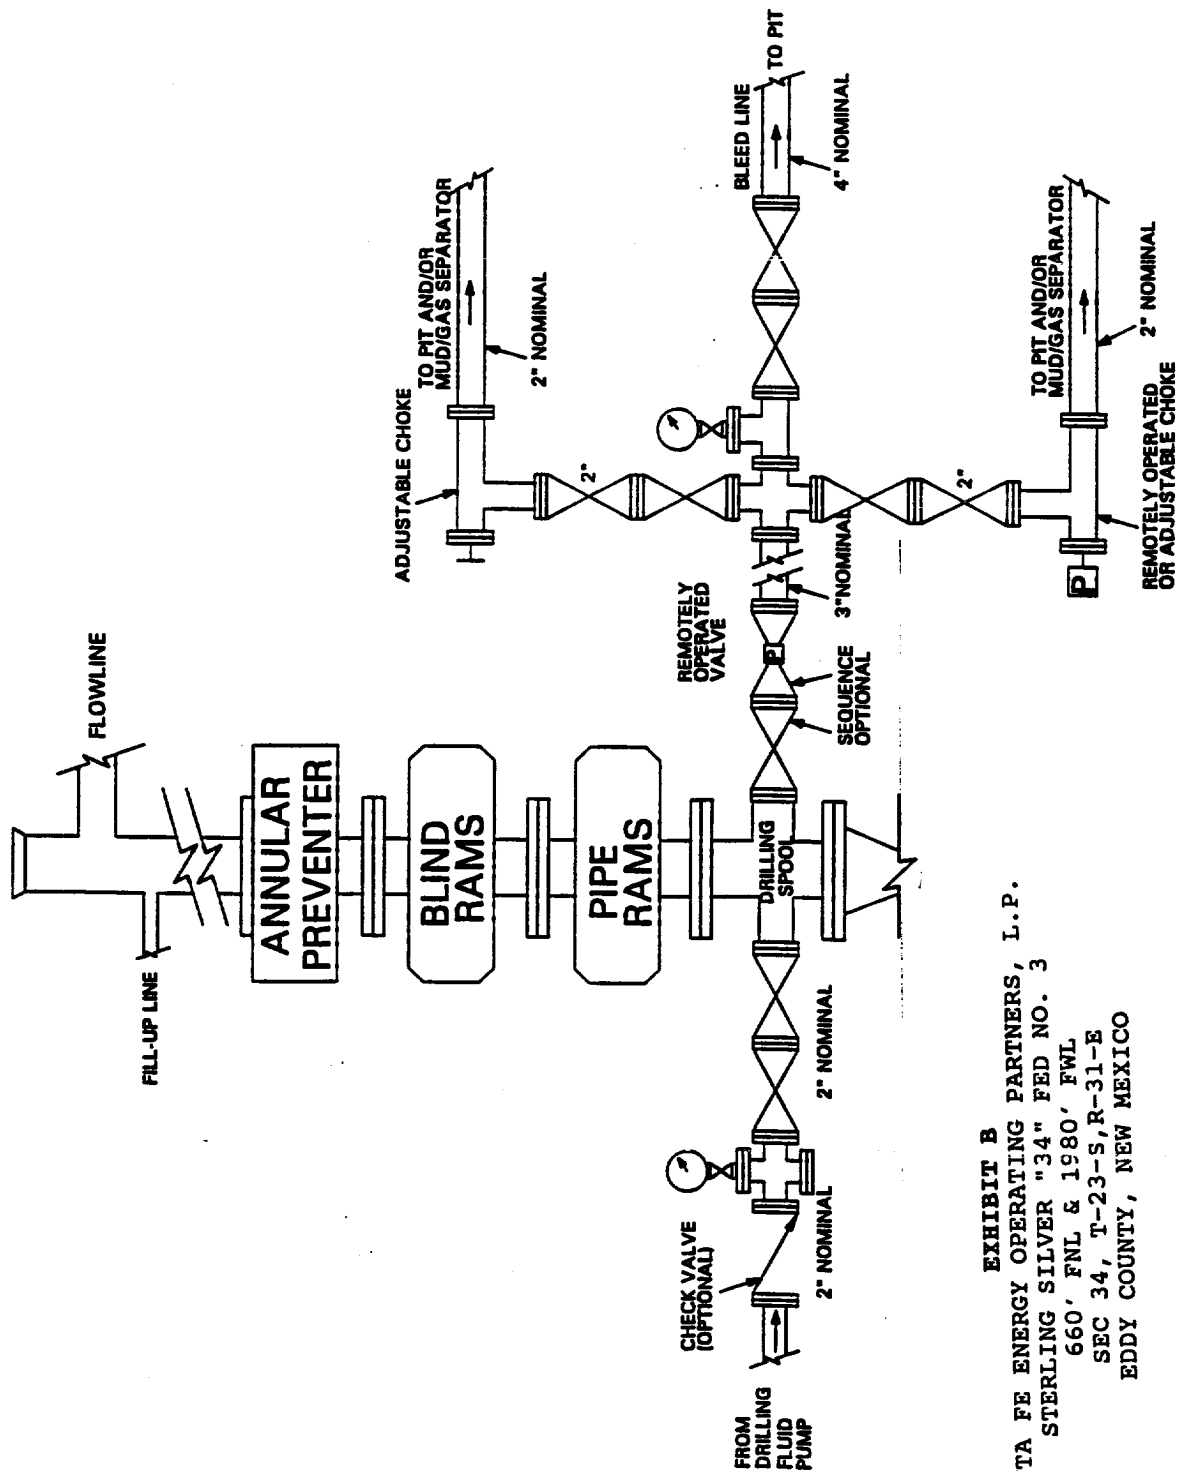 FILL-UP LINE
FLOWLINE
ANNULAR
PREVENTER
BLIND
RAMS
PIPE
RAMS
DRILLING
SPOOL
ADJUSTABLE CHOKE
TO PIT AND/OR
MUD/GAS SEPARATOR
2" NOMINAL
2"
BLEED LINE
TO PIT
4" NOMINAL
REMOTELY
OPERATED
VALVE
P
3"NOMINAL
SEQUENCE
OPTIONAL
2"
TO PIT AND/OR
MUD/GAS SEPARATOR
2" NOMINAL
P
REMOTELY OPERATED
OR ADJUSTABLE CHOKE
FROM
DRILLING
FLUID
PUMP
CHECK VALVE
(OPTIONAL)
2" NOMINAL
2" NOMINAL
EXHIBIT B
TA FE ENERGY OPERATING PARTNERS, L.P.
STERLING SILVER "34" FED NO. 3
660' FNL & 1980' FWL
SEC 34, T-23-S,R-31-E
EDDY COUNTY, NEW MEXICO